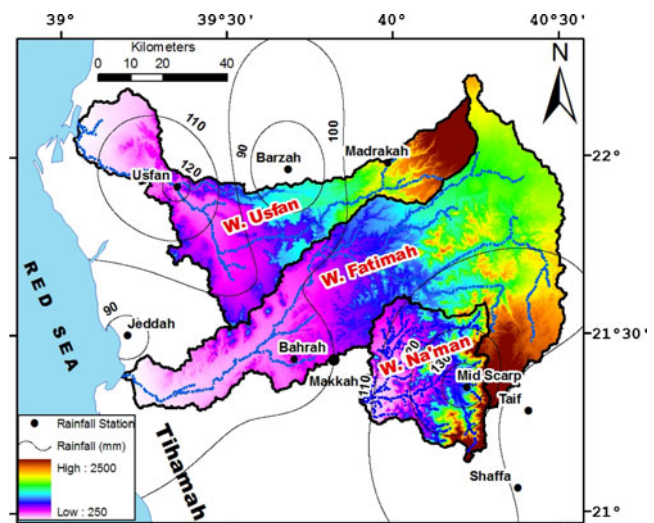 39° 39°30' 40° 40°30'
Kilometers
0 10 20 40
N
110
100
90
120
Barzah
Madrakah
22°
Usfan
W. Usfan
W. Fatimah
RED SEA
90
Jeddah
21°30'
Bahrah
Makkah
W. Na'man
110
130
Mid Scarp
Taif
Shaffa
Tihamah
21°
Rainfall Station
Rainfall (mm)
High : 2500
Low : 250